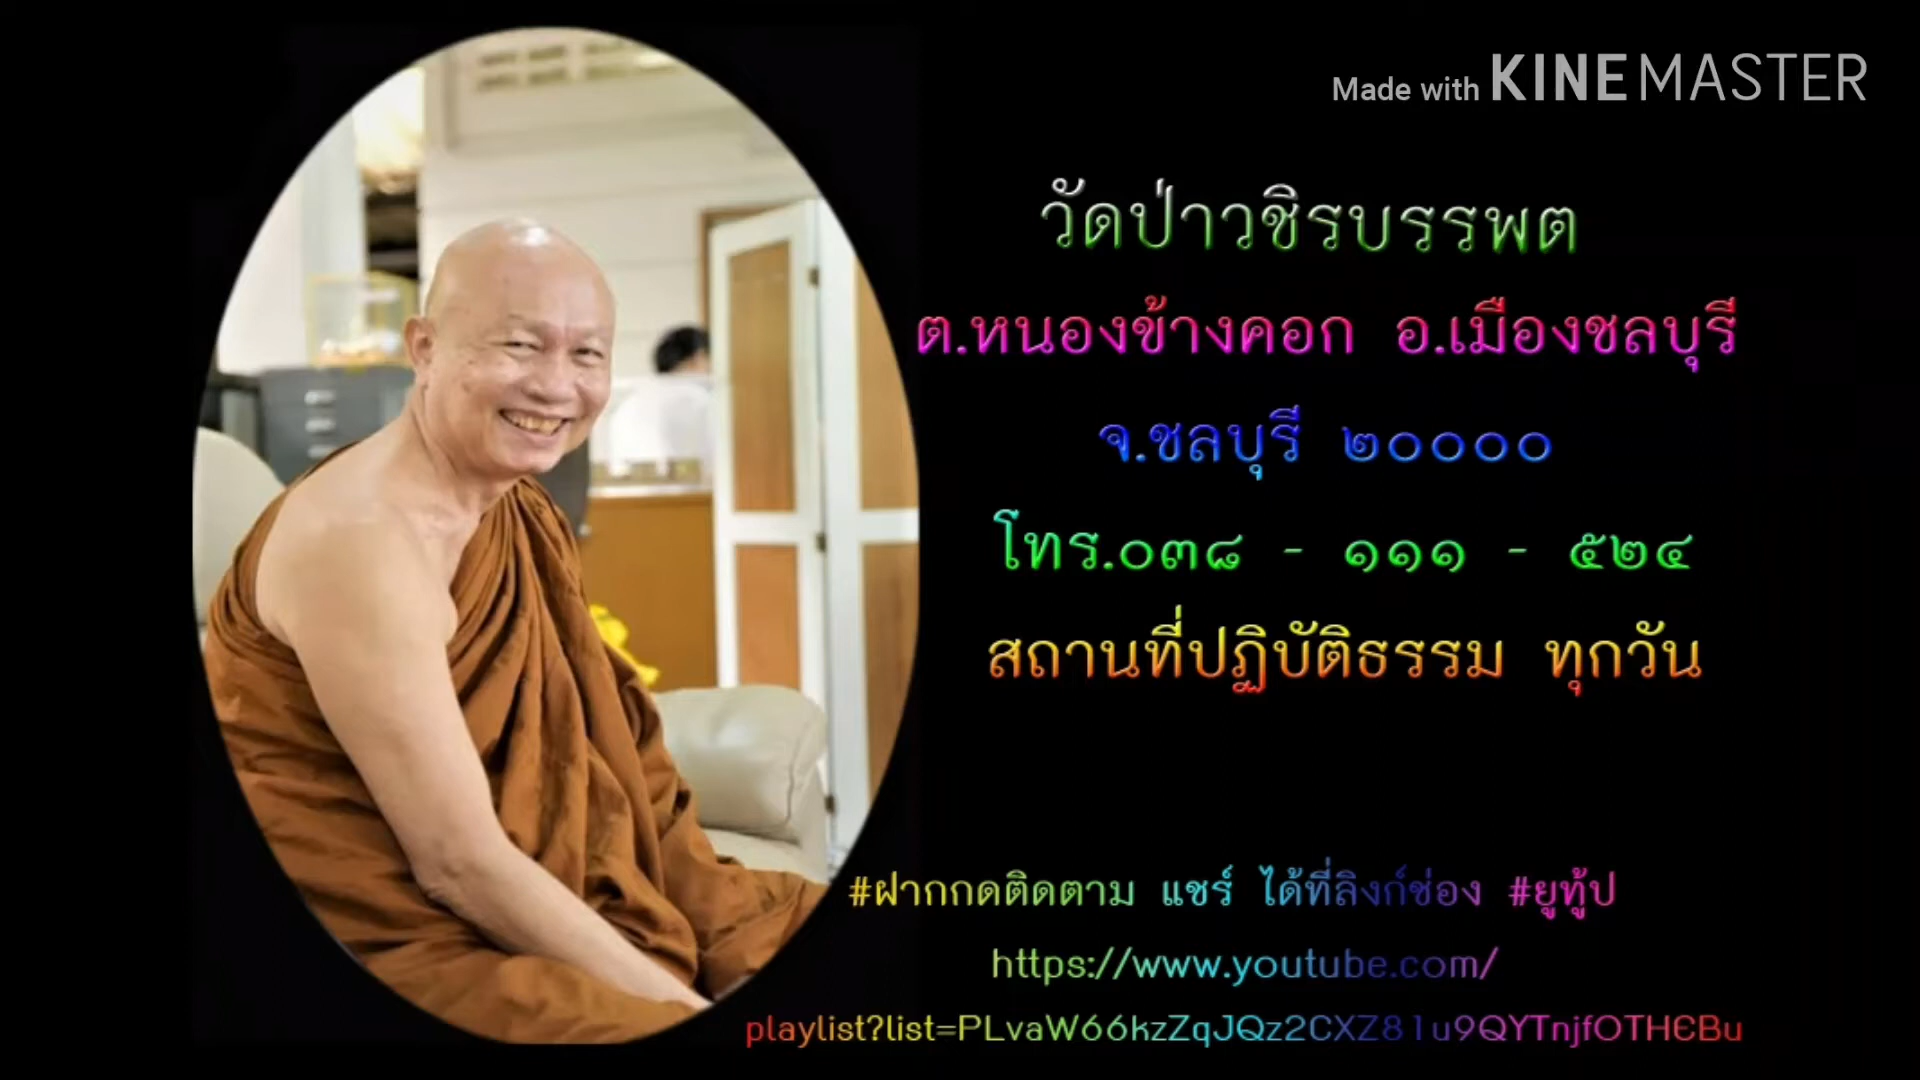 Made with KINEMASTER
วัดป่าวชิรบรรพต
ต.หนองข้างคอก อ.เมืองชลบุรี
จ.ชลบุรี ๒๐๐๐๐
โทร.๐๓๘ - ๑๑๑ - ๕๒๔
สถานที่ปฏิบัติธรรม ทุกวัน
#ฝากกดติดตาม แชร์ ได้ที่ลิงก์ช่อง #ยูทู้ป
https://www.youtube.com/
playlist?list=PLvaW66kzZqJQz2CXZ81u9QYTnjfOTHEBu